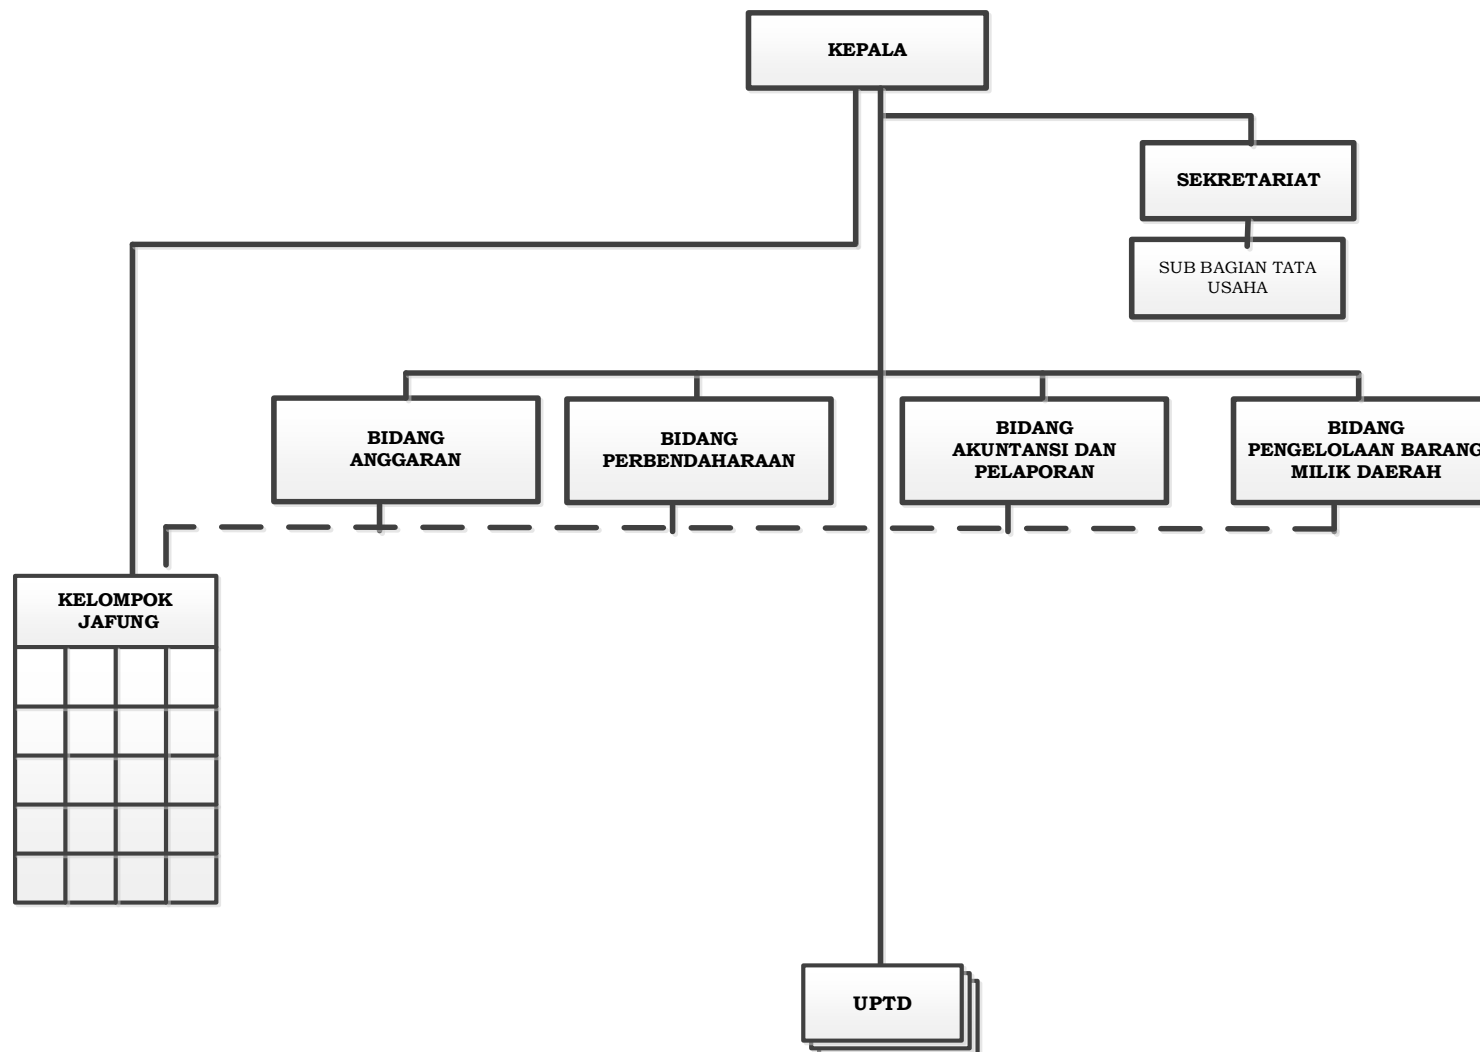 KEPALA
SEKRETARIAT
SUB BAGIAN TATA
USAHA
BIDANG
ANGGARAN
BIDANG
PERBENDAHARAAN
BIDANG
AKUNTANSI DAN
PELAPORAN
BIDANG
PENGELOLAAN BARANG
MILIK DAERAH
KELOMPOK
JAFUNG
UPTD